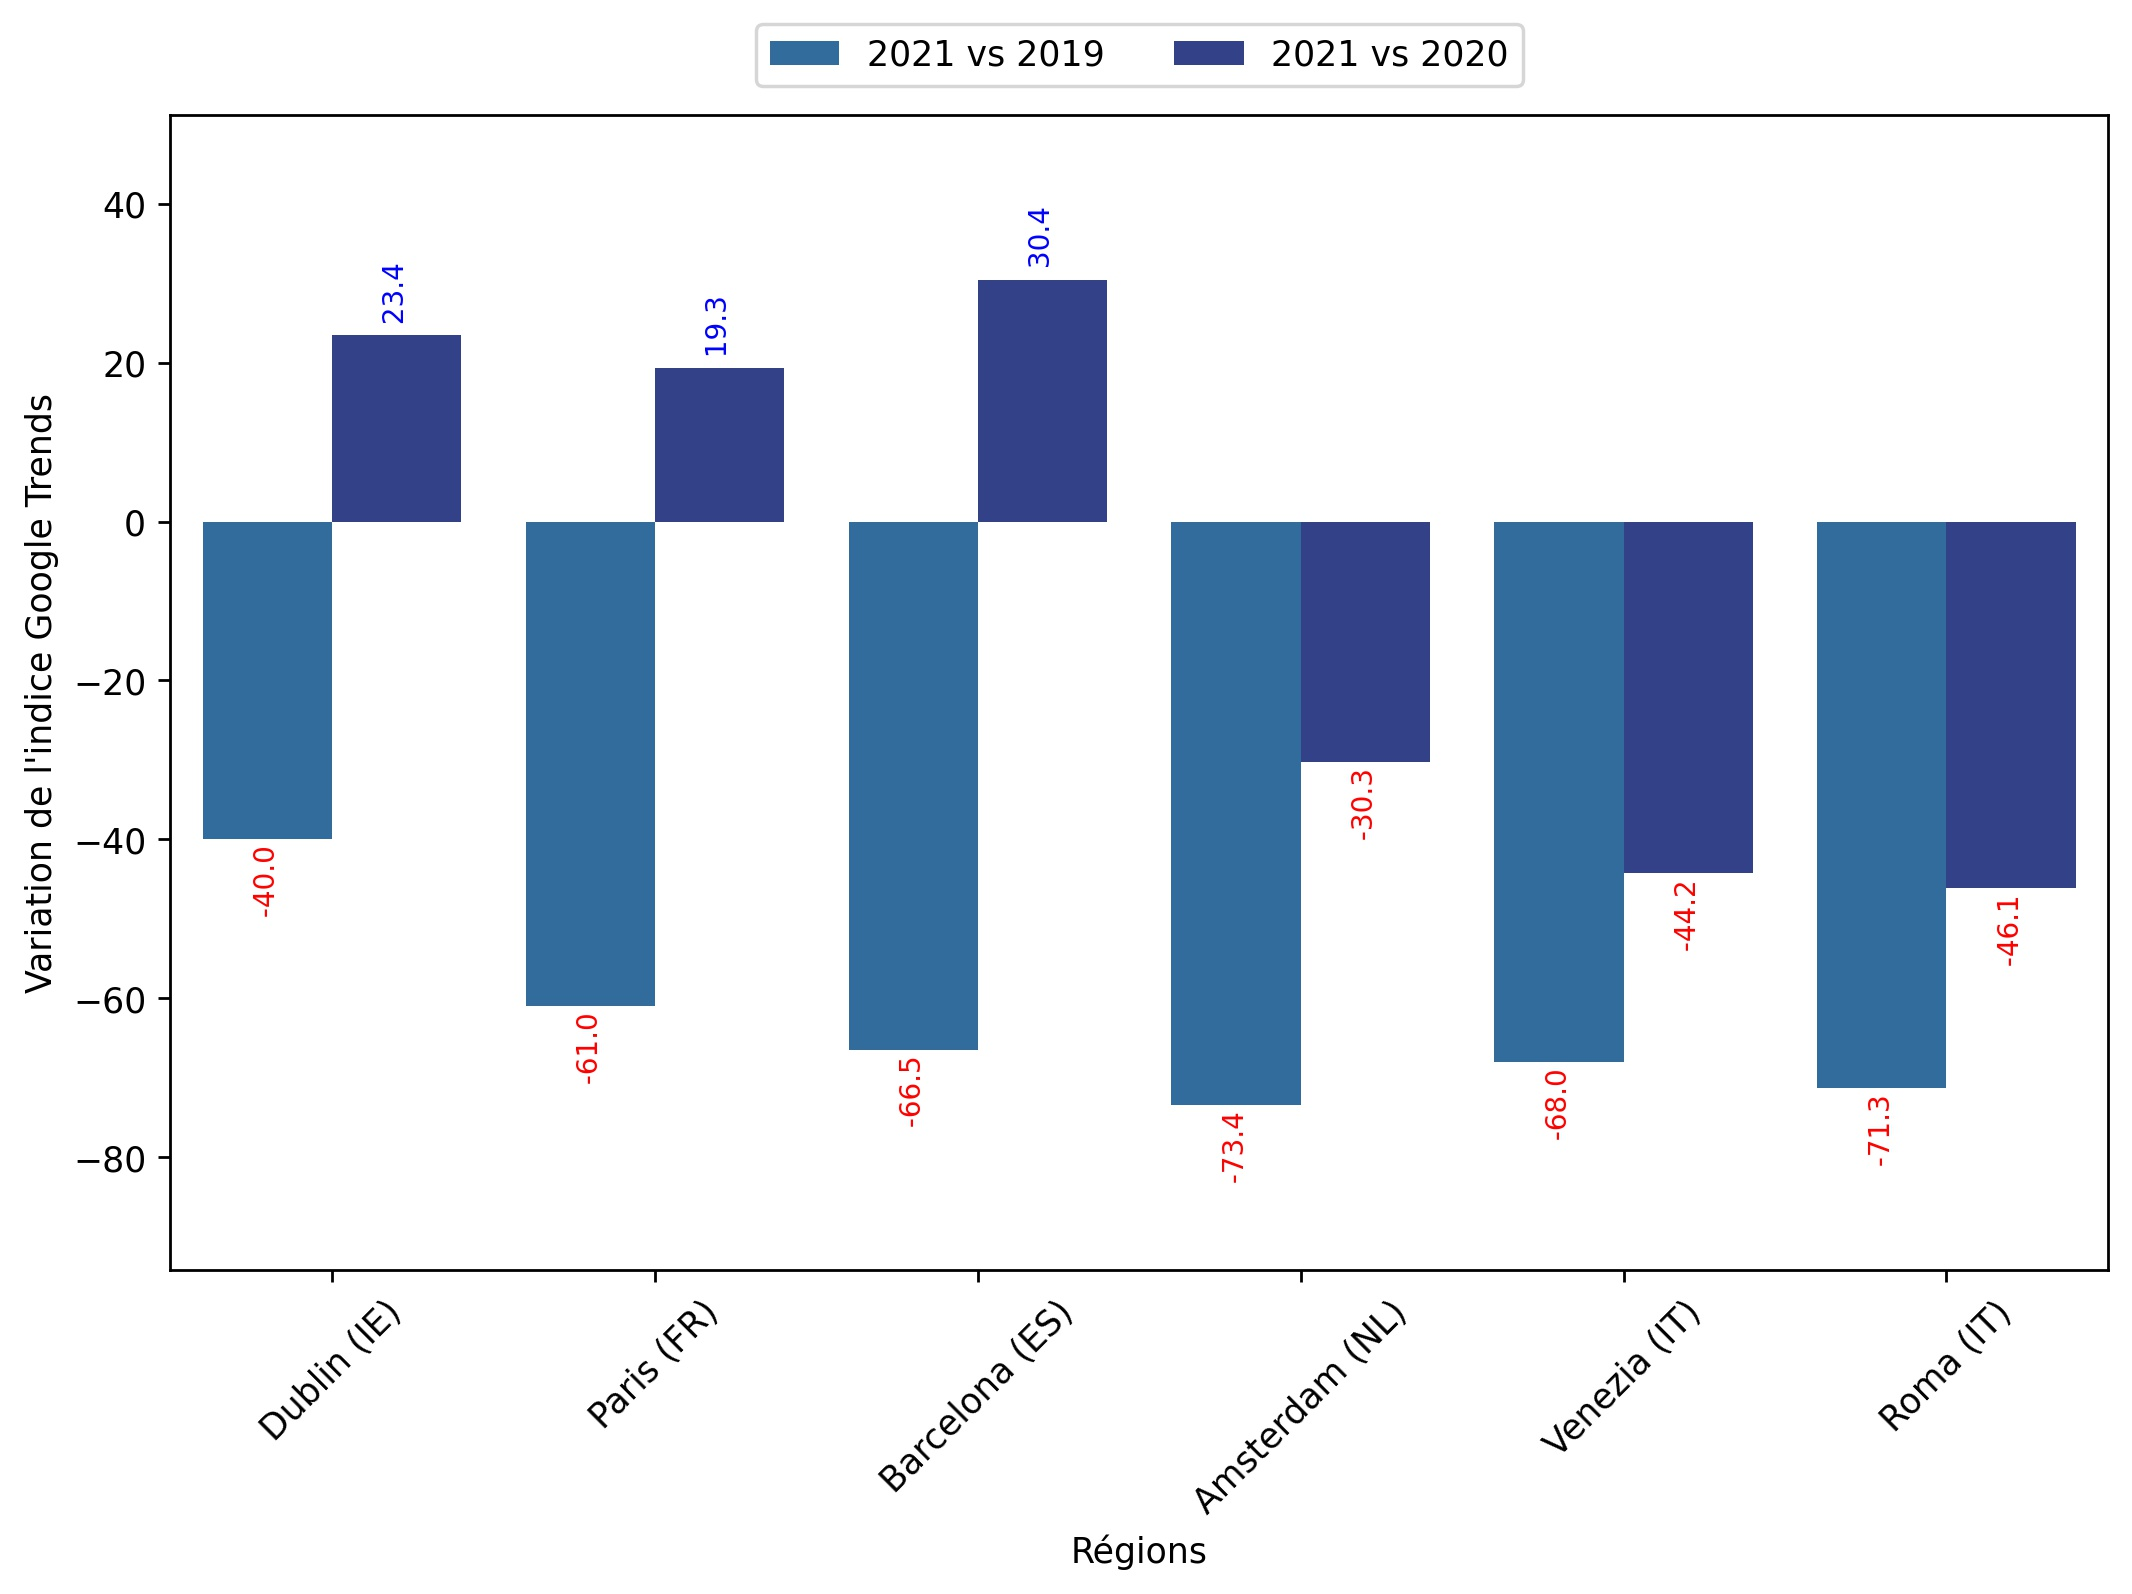 2021 vs 2019
2021 vs 2020
Variation de l'indice Google Trends
40
20
0
−20
−40
−60
−80
23.4
19.3
30.4
-40.0
-61.0
-66.5
-73.4
-30.3
-68.0
-44.2
-71.3
-46.1
Dublin (IE)
Paris (FR)
Barcelona (ES)
Amsterdam (NL)
Venezia (IT)
Roma (IT)
Régions